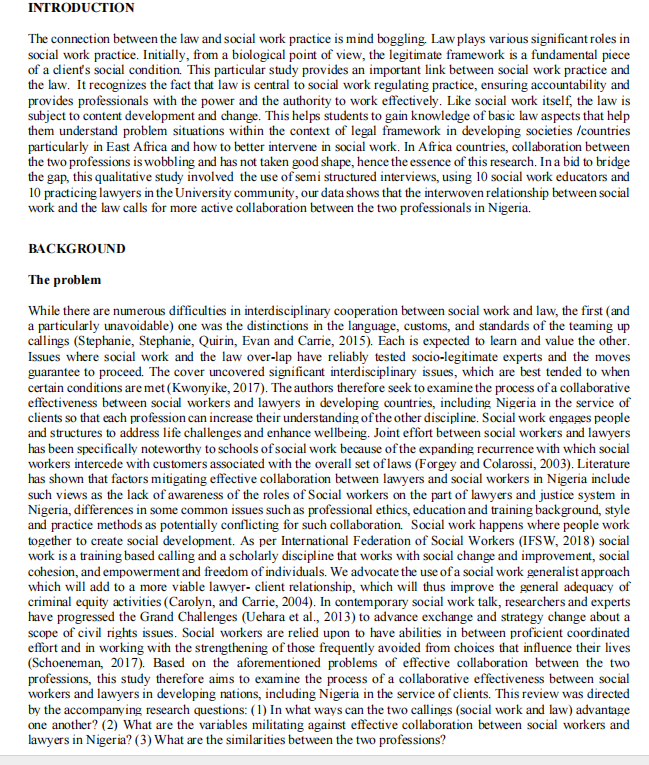 INTRODUCTION
The connection between the law and social work practice is mind boggling. Law plays various significant roles in
social work practice. Initially, from a biological point of view, the legitimate framework is a fundamental piece
of a client's social condition. This particular study provides an important link between social work practice and
the law. It recognizes the fact that law is central to social work regulating practice, ensuring accountability and
provides professionals with the power and the authority to work effectively. Like social work itself, the law is
subject to content development and change. This helps students to gain knowledge of basic law aspects that help
them understand problem situations within the context of legal framework in developing societies /countries
particularly in East Africa and how to better intervene in social work. In Africa countries, collaboration between
the two professions is wobbling and has not taken good shape, hence the essence of this research. In a bid to bridge
the gap, this qualitative study involved the use of semi structured interviews, using 10 social work educators and
10 practicing lawyers in the University community, our data shows that the interwoven relationship between social
work and the law calls for more active collaboration between the two professionals in Nigeria.
BACKGROUND
The problem
While there are numerous difficulties in interdisciplinary cooperation between social work and law, the first (and
a particularly unavoidable) one was the distinctions in the language, customs, and standards of the teaming up
callings (Stephanie, Stephanie, Quirin, Evan and Carrie, 2015). Each is expected to learn and value the other.
Issues where social work and the law over-lap have reliably tested socio-legitimate experts and the moves
guarantee to proceed. The cover uncovered significant interdisciplinary issues, which are best tended to when
certain conditions are met (Kwonyike, 2017). The authors therefore seek to examine the process of a collaborative
effectiveness between social workers and lawyers in developing countries, including Nigeria in the service of
clients so that each profession can increase their understanding of the other discipline. Social work engages people
and structures to address life challenges and enhance wellbeing. Joint effort between social workers and lawyers
has been specifically noteworthy to schools of social work because of the expanding recurrence with which social
workers intercede with customers associated with the overall set of laws (Forgey and Colarossi, 2003). Literature
has shown that factors mitigating effective collaboration between lawyers and social workers in Nigeria include
such views as the lack of awareness of the roles of Social workers on the part of lawyers and justice system in
Nigeria, differences in some common issues such as professional ethics, education and training background, style
and practice methods as potentially conflicting for such collaboration. Social work happens where people work
together to create social development. As per International Federation of Social Workers (IFSW, 2018) social
work is a training based calling and a scholarly discipline that works with social change and improvement, social
cohesion, and empowerment and freedom of individuals. We advocate the use of a social work generalist approach
which will add to a more viable lawyer- client relationship, which will thus improve the general adequacy of
criminal equity activities (Carolyn, and Carrie, 2004). In contemporary social work talk, researchers and experts
have progressed the Grand Challenges (Uehara et al., 2013) to advance exchange and strategy change about a
scope of civil rights issues. Social workers are relied upon to have abilities in between proficient coordinated
effort and in working with the strengthening of those frequently avoided from choices that influence their lives
(Schoeneman, 2017). Based on the aforementioned problems of effective collaboration between the two
professions, this study therefore aims to examine the process of a collaborative effectiveness between social
workers and lawyers in developing nations, including Nigeria in the service of clients. This review was directed
by the accompanying research questions: (1) In what ways can the two callings (social work and law) advantage
one another? (2) What are the variables militating against effective collaboration between social workers and
lawyers in Nigeria? (3) What are the similarities between the two professions?